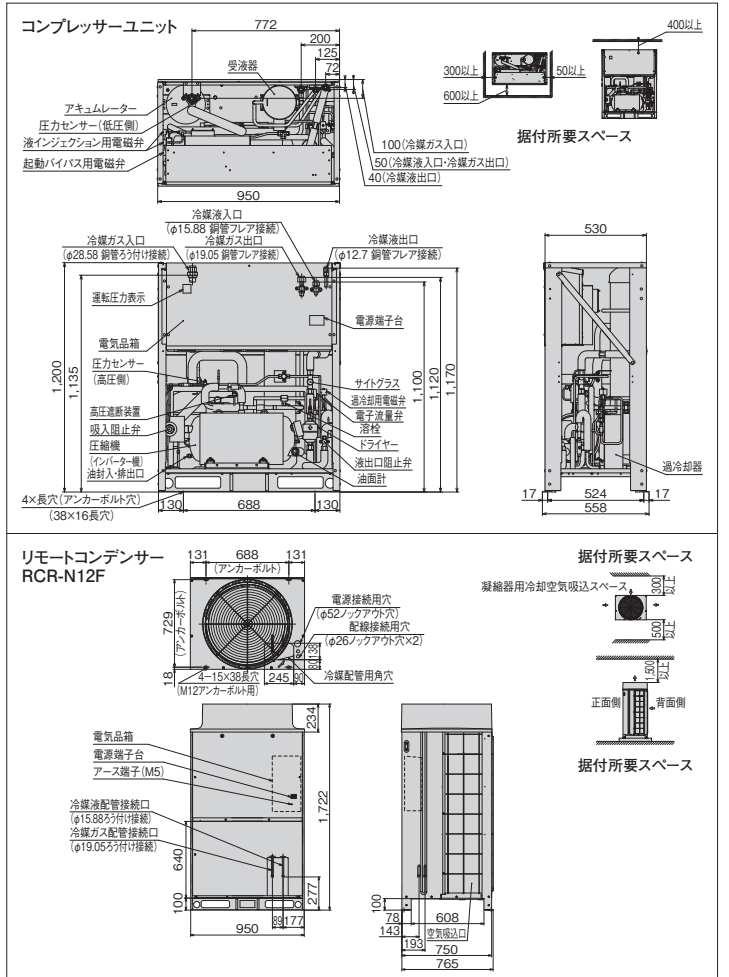 コンプレッサーユニット
772
200
125
72
受液器
アキュムレーター
圧力センサー(低圧側)
液インジェクション用電磁弁
起動バイパス用電磁弁
100(冷媒ガス入口)
50(冷媒液入口・冷媒ガス出口)
40(冷媒液出口)
950
400以上
300以上
50以上
600以上
据付所要スペース
冷媒液入口
(φ15.88 銅管フレア接続)
冷媒ガス入口
(φ28.58 銅管ろう付け接続)
冷媒ガス出口
(φ19.05 銅管フレア接続)
冷媒液出口
(φ12.7 銅管フレア接続)
運転圧力表示
電気品箱
圧力センサー
(高圧側)
高圧遮断装置
吸入阻止弁
圧縮機
(インバーター機)
油封入・排出口
4×長穴(アンカーボルト穴)
(38×16長穴)
電源端子台
サイトグラス
過冷却用電磁弁
電子流量弁
溶栓
ドライヤー
液出口阻止弁
油面計
1,200
1,135
1,100
1,120
1,170
130
688
130
530
過冷却器
17
524
17
558
リモートコンデンサー
RCR-N12F
131
688
131
(アンカーボルト)
729
(アンカーボルト)
18
電源接続用穴
(φ52ノックアウト穴)
配線接続用穴
(φ26ノックアウト穴×2)
138
89
冷媒配管用角穴
4−15×38長穴
(M12アンカーボルト用)
245
90
据付所要スペース
凝縮器用冷却空気吸込スペース
300
以上
500
以上
1,500
以上
正面側
背面側
据付所要スペース
電気品箱
電源端子台
アース端子(M5)
冷媒液配管接続口
(φ15.88ろう付け接続)
冷媒ガス配管接続口
(φ19.05ろう付け接続)
234
1,722
640
100
277
89
177
950
100
78
608
143
193
空気吸込口
750
765